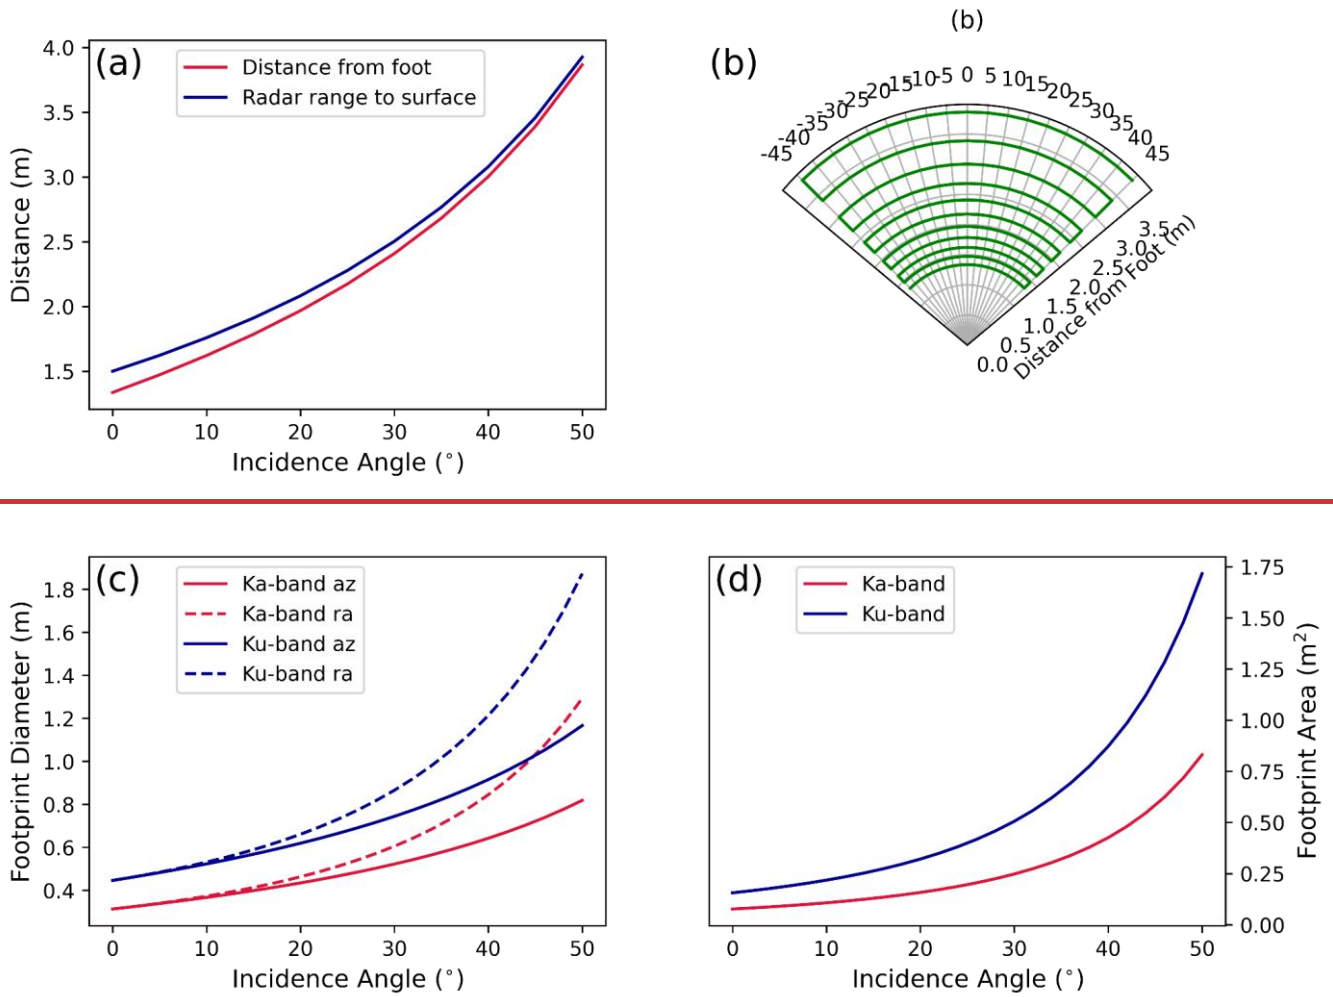 (b)
(a)
Distance from foot
Radar range to surface
4.0
3.5
3.0
2.5
2.0
1.5
Distance (m)
0 10 20 30 40 50
Incidence Angle (°)
(b)
-45 -40 -35 -30 -25 -20 -15 -10 -5 0 5 10 15 20 25 30 35 40 45
0.0 0.5 1.0 1.5 2.0 2.5 3.0 3.5
Distance from Foot (m)
(c)
Ka-band az
Ka-band ra
Ku-band az
Ku-band ra
1.8
1.6
1.4
1.2
1.0
0.8
0.6
0.4
Footprint Diameter (m)
0 10 20 30 40 50
Incidence Angle (°)
(d)
Ka-band
Ku-band
1.75
1.50
1.25
1.00
0.75
0.50
0.25
0.00
Footprint Area (m²)
0 10 20 30 40 50
Incidence Angle (°)